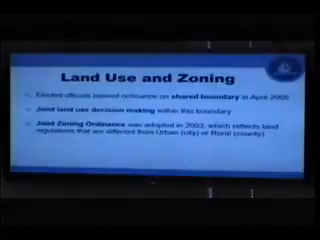 Land Use and Zoning
Elected officials passed ordinance on shared boundary in April 2005
Joint land use decision making within this boundary
Joint Zoning Ordinance was adopted in 2003, which reflects land
regulations that are different from Urban (city) or Rural (county)